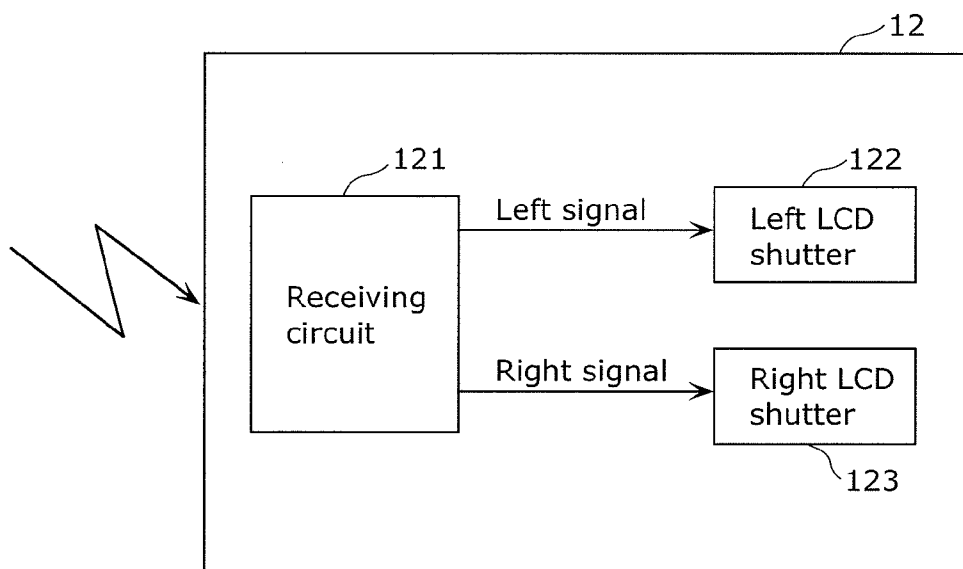 12
121
122
Left signal
Left LCD
shutter
Receiving
circuit
Right signal
Right LCD
shutter
123